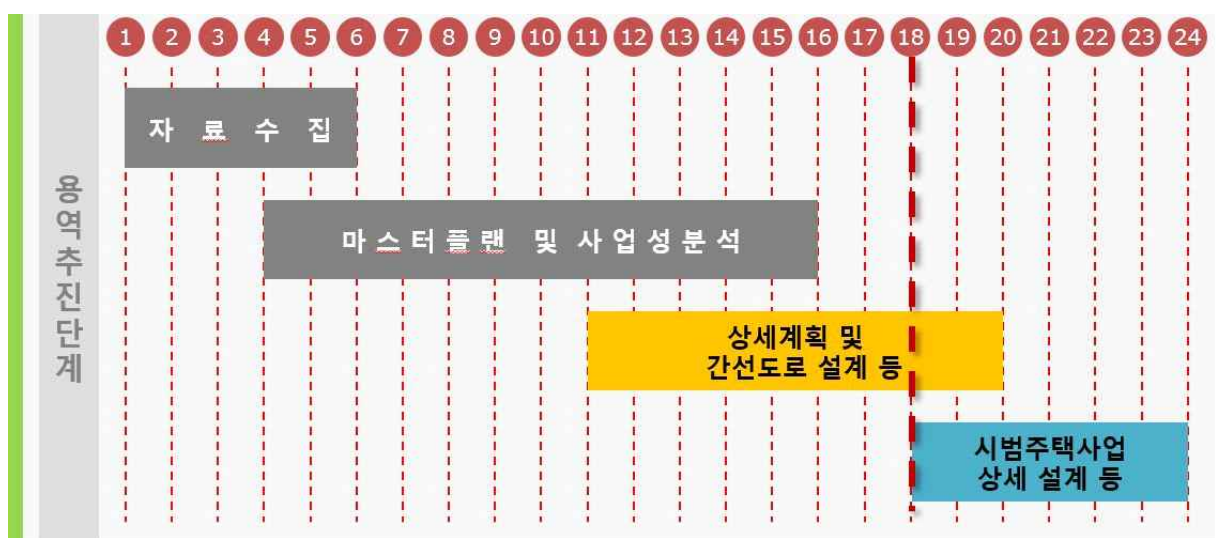 1 2 3 4 5 6 7 8 9 10 11 12 13 14 15 16 17 18 19 20 21 22 23 24
용역추진단계
자 료 수 집
마 스 터 플 랜 및 사 업 성 분 석
상세계획 및
간선도로 설계 등
시범주택사업
상세 설계 등